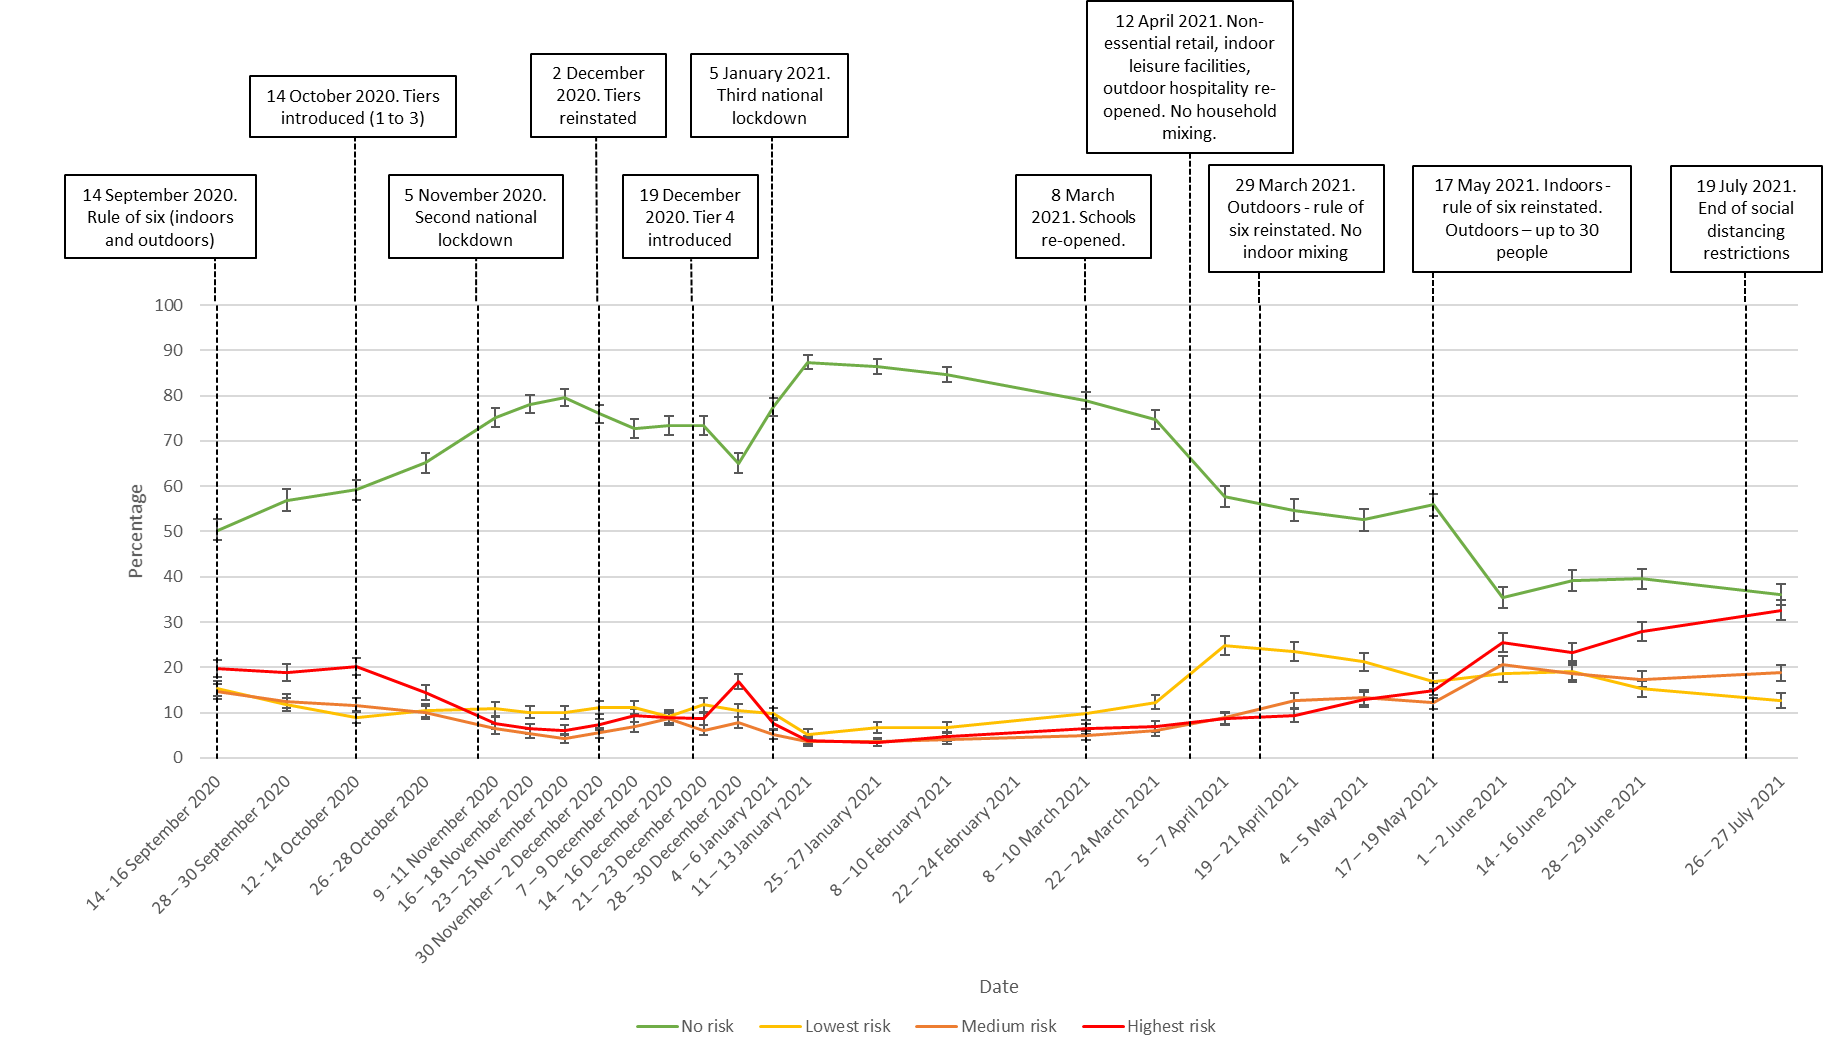 12 April 2021. Non-
essential retail, indoor
leisure facilities,
outdoor hospitality re-
opened. No household
mixing.
2 December
2020. Tiers
reinstated
5 January 2021.
Third national
lockdown
14 October 2020. Tiers
introduced (1 to 3)
14 September 2020.
Rule of six (indoors
and outdoors)
5 November 2020.
Second national
lockdown
19 December
2020. Tier 4
introduced
8 March
2021. Schools
re-opened.
29 March 2021.
Outdoors - rule of
six reinstated. No
indoor mixing
17 May 2021. Indoors -
rule of six reinstated.
Outdoors – up to 30
people
19 July 2021.
End of social
distancing
restrictions
100
90
80
70
60
50
40
30
20
10
0
Percentage
14 - 16 September 2020
28 – 30 September 2020
12 - 14 October 2020
26 - 28 October 2020
9 - 11 November 2020
16 – 18 November 2020
23 – 25 November 2020
30 November – 2 December 2020
7 – 9 December 2020
14 – 16 December 2020
21 – 23 December 2020
28 – 30 December 2020
4 – 6 January 2021
11 – 13 January 2021
25 - 27 January 2021
8 – 10 February 2021
22 – 24 February 2021
8 – 10 March 2021
22 – 24 March 2021
5 – 7 April 2021
19 – 21 April 2021
4 – 5 May 2021
17 – 19 May 2021
1 – 2 June 2021
14- 16 June 2021
28 – 29 June 2021
26 – 27 July 2021
Date
No risk
Lowest risk
Medium risk
Highest risk